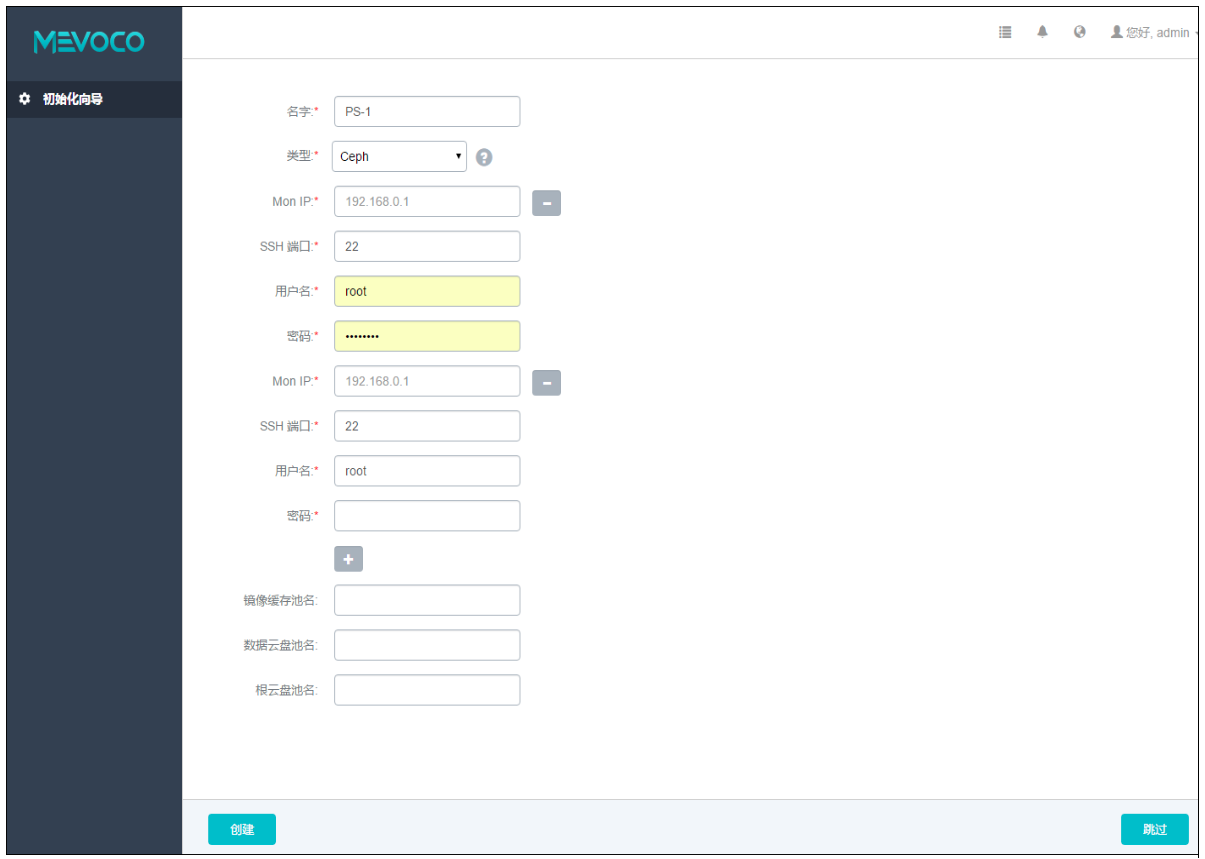 MEVOCO
您好, admin
初始化向导
名字:* PS-1
类型:* Ceph
Mon IP:* 192.168.0.1
SSH 端口:* 22
用户名:* root
密码:* ••••••••
Mon IP:* 192.168.0.1
SSH 端口:* 22
用户名:* root
密码:*
镜像缓存池名:
数据云盘池名:
根云盘池名:
创建 跳过